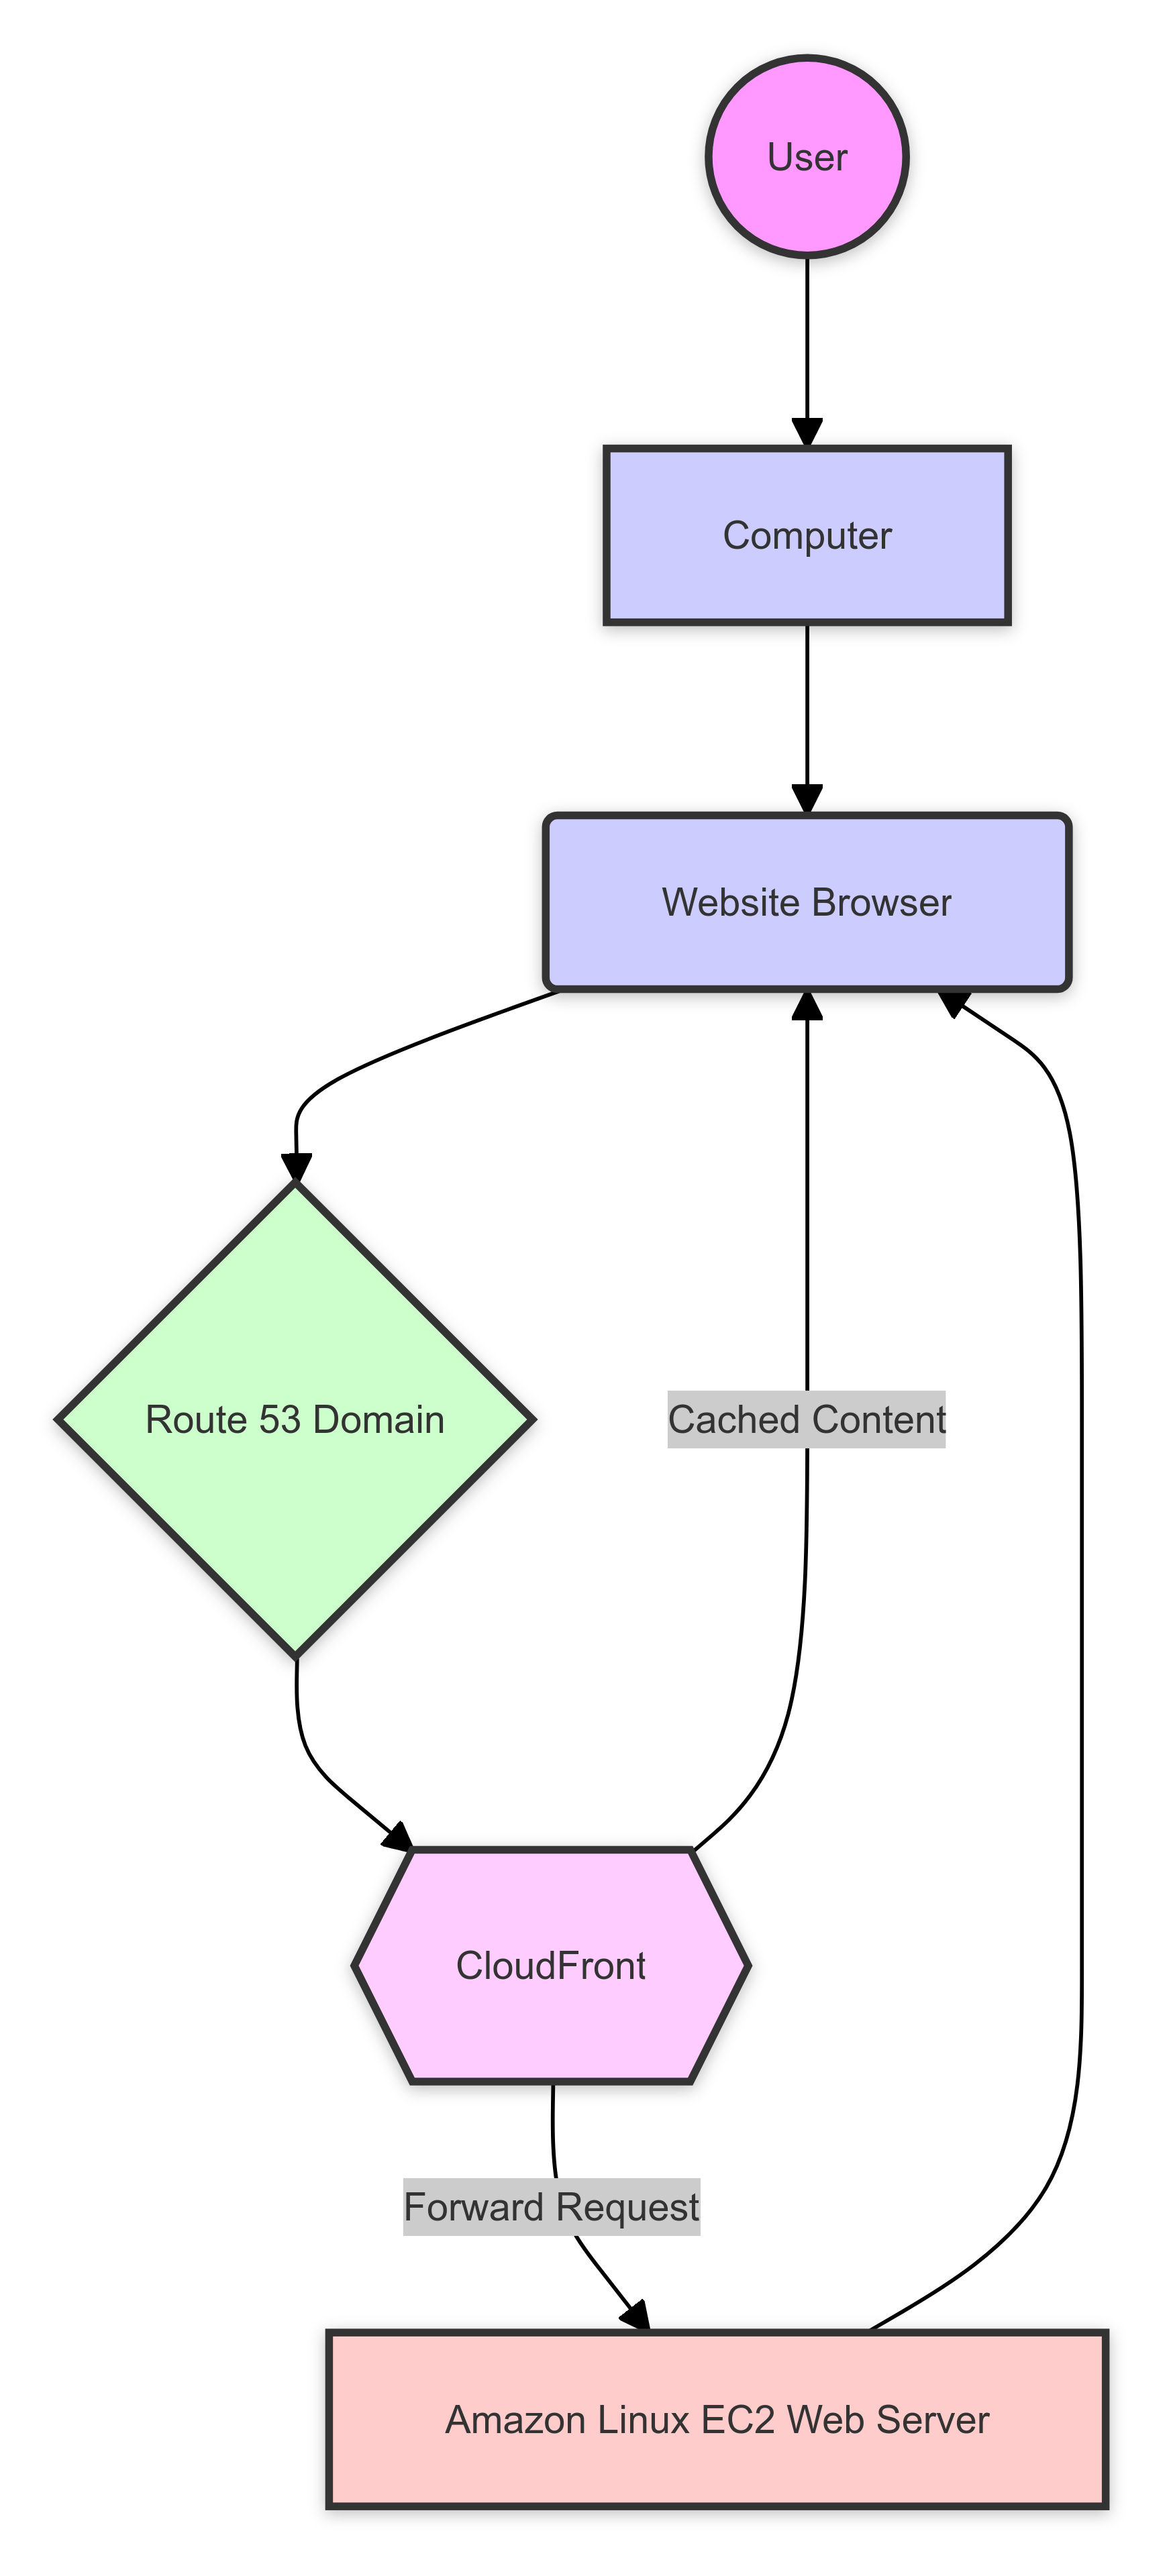 User
Computer
Website Browser
Route 53 Domain
Cached Content
CloudFront
Forward Request
Amazon Linux EC2 Web Server